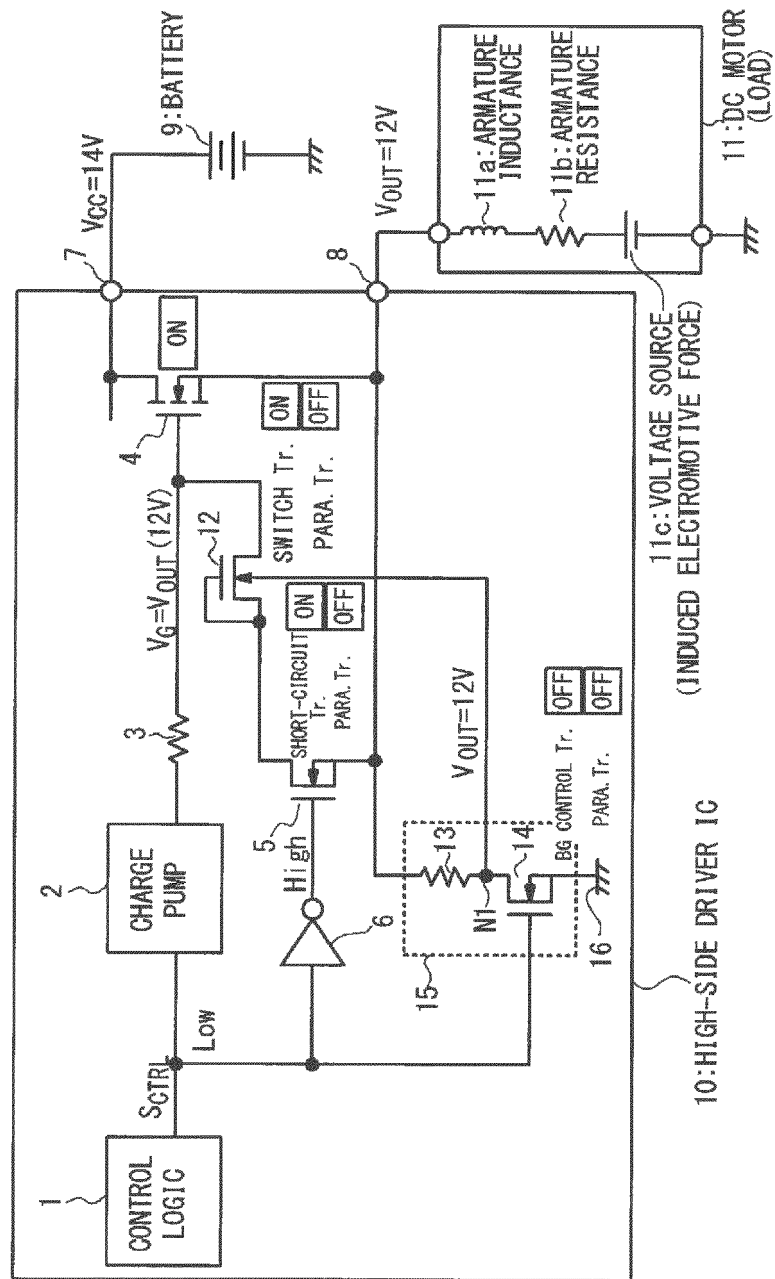 1
CONTROL
LOGIC
SCTR
Low
2
CHARGE
PUMP
3
VG=VOUT(12V)
4
ON
7
VCC=14V
9:BATTERY
6
High
5
SHORT-CIRCUIT
Tr.
PARA.Tr.
ON
OFF
12
SWITCH Tr.
PARA.Tr.
ON
OFF
8
VOUT=12V
15
13
N1
14
16
VOUT=12V
BG CONTROL Tr.
PARA.Tr.
OFF
OFF
11a:ARMATURE
INDUCTANCE
11b:ARMATURE
RESISTANCE
11c:VOLTAGE SOURCE
(INDUCED ELECTROMOTIVE FORCE)
11:DC MOTOR
(LOAD)
10:HIGH-SIDE DRIVER IC